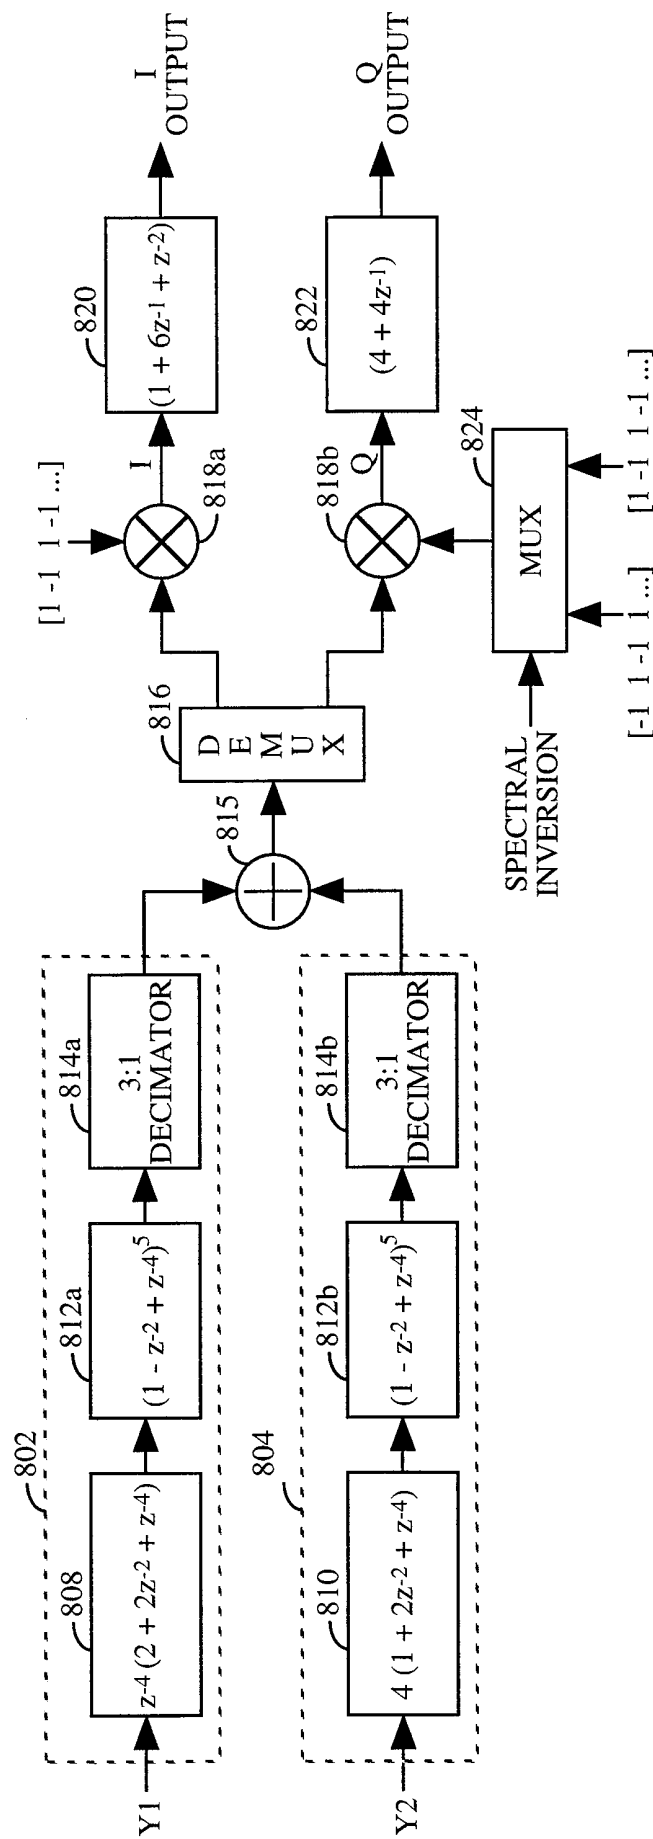 Y1
802
808
z-4 (2 + 2z-2 + z-4)
812a
(1 - z-2 + z-4)5
814a
3:1
DECIMATOR
Y2
804
810
4 (1 + 2z-2 + z-4)
812b
(1 - z-2 + z-4)5
814b
3:1
DECIMATOR
815
816
DEMUX
[1 -1 1 -1 ...]
I
818a
820
(1 + 6z-1 + z-2)
I
OUTPUT
Q
818b
822
(4 + 4z-1)
Q
OUTPUT
SPECTRAL
INVERSION
MUX
824
[-1 1 -1 1 ...]
[1 -1 1 -1 ...]